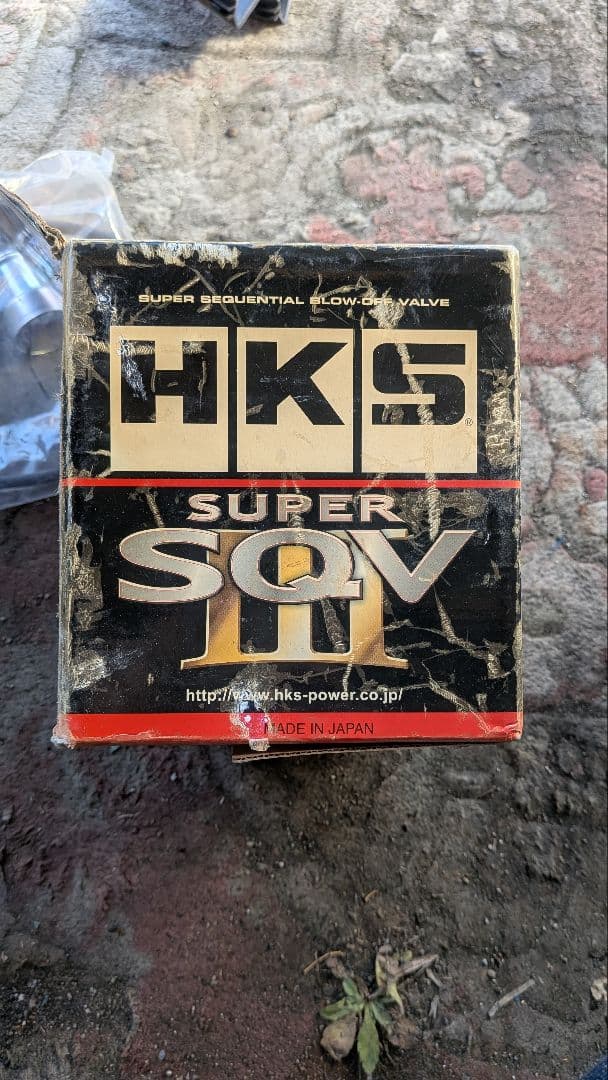 SUPER SEQUENTIAL BLOW-OFF VALVE
HKS®
SUPER
SQV
III
http://www.hks-power.co.jp/
MADE IN JAPAN